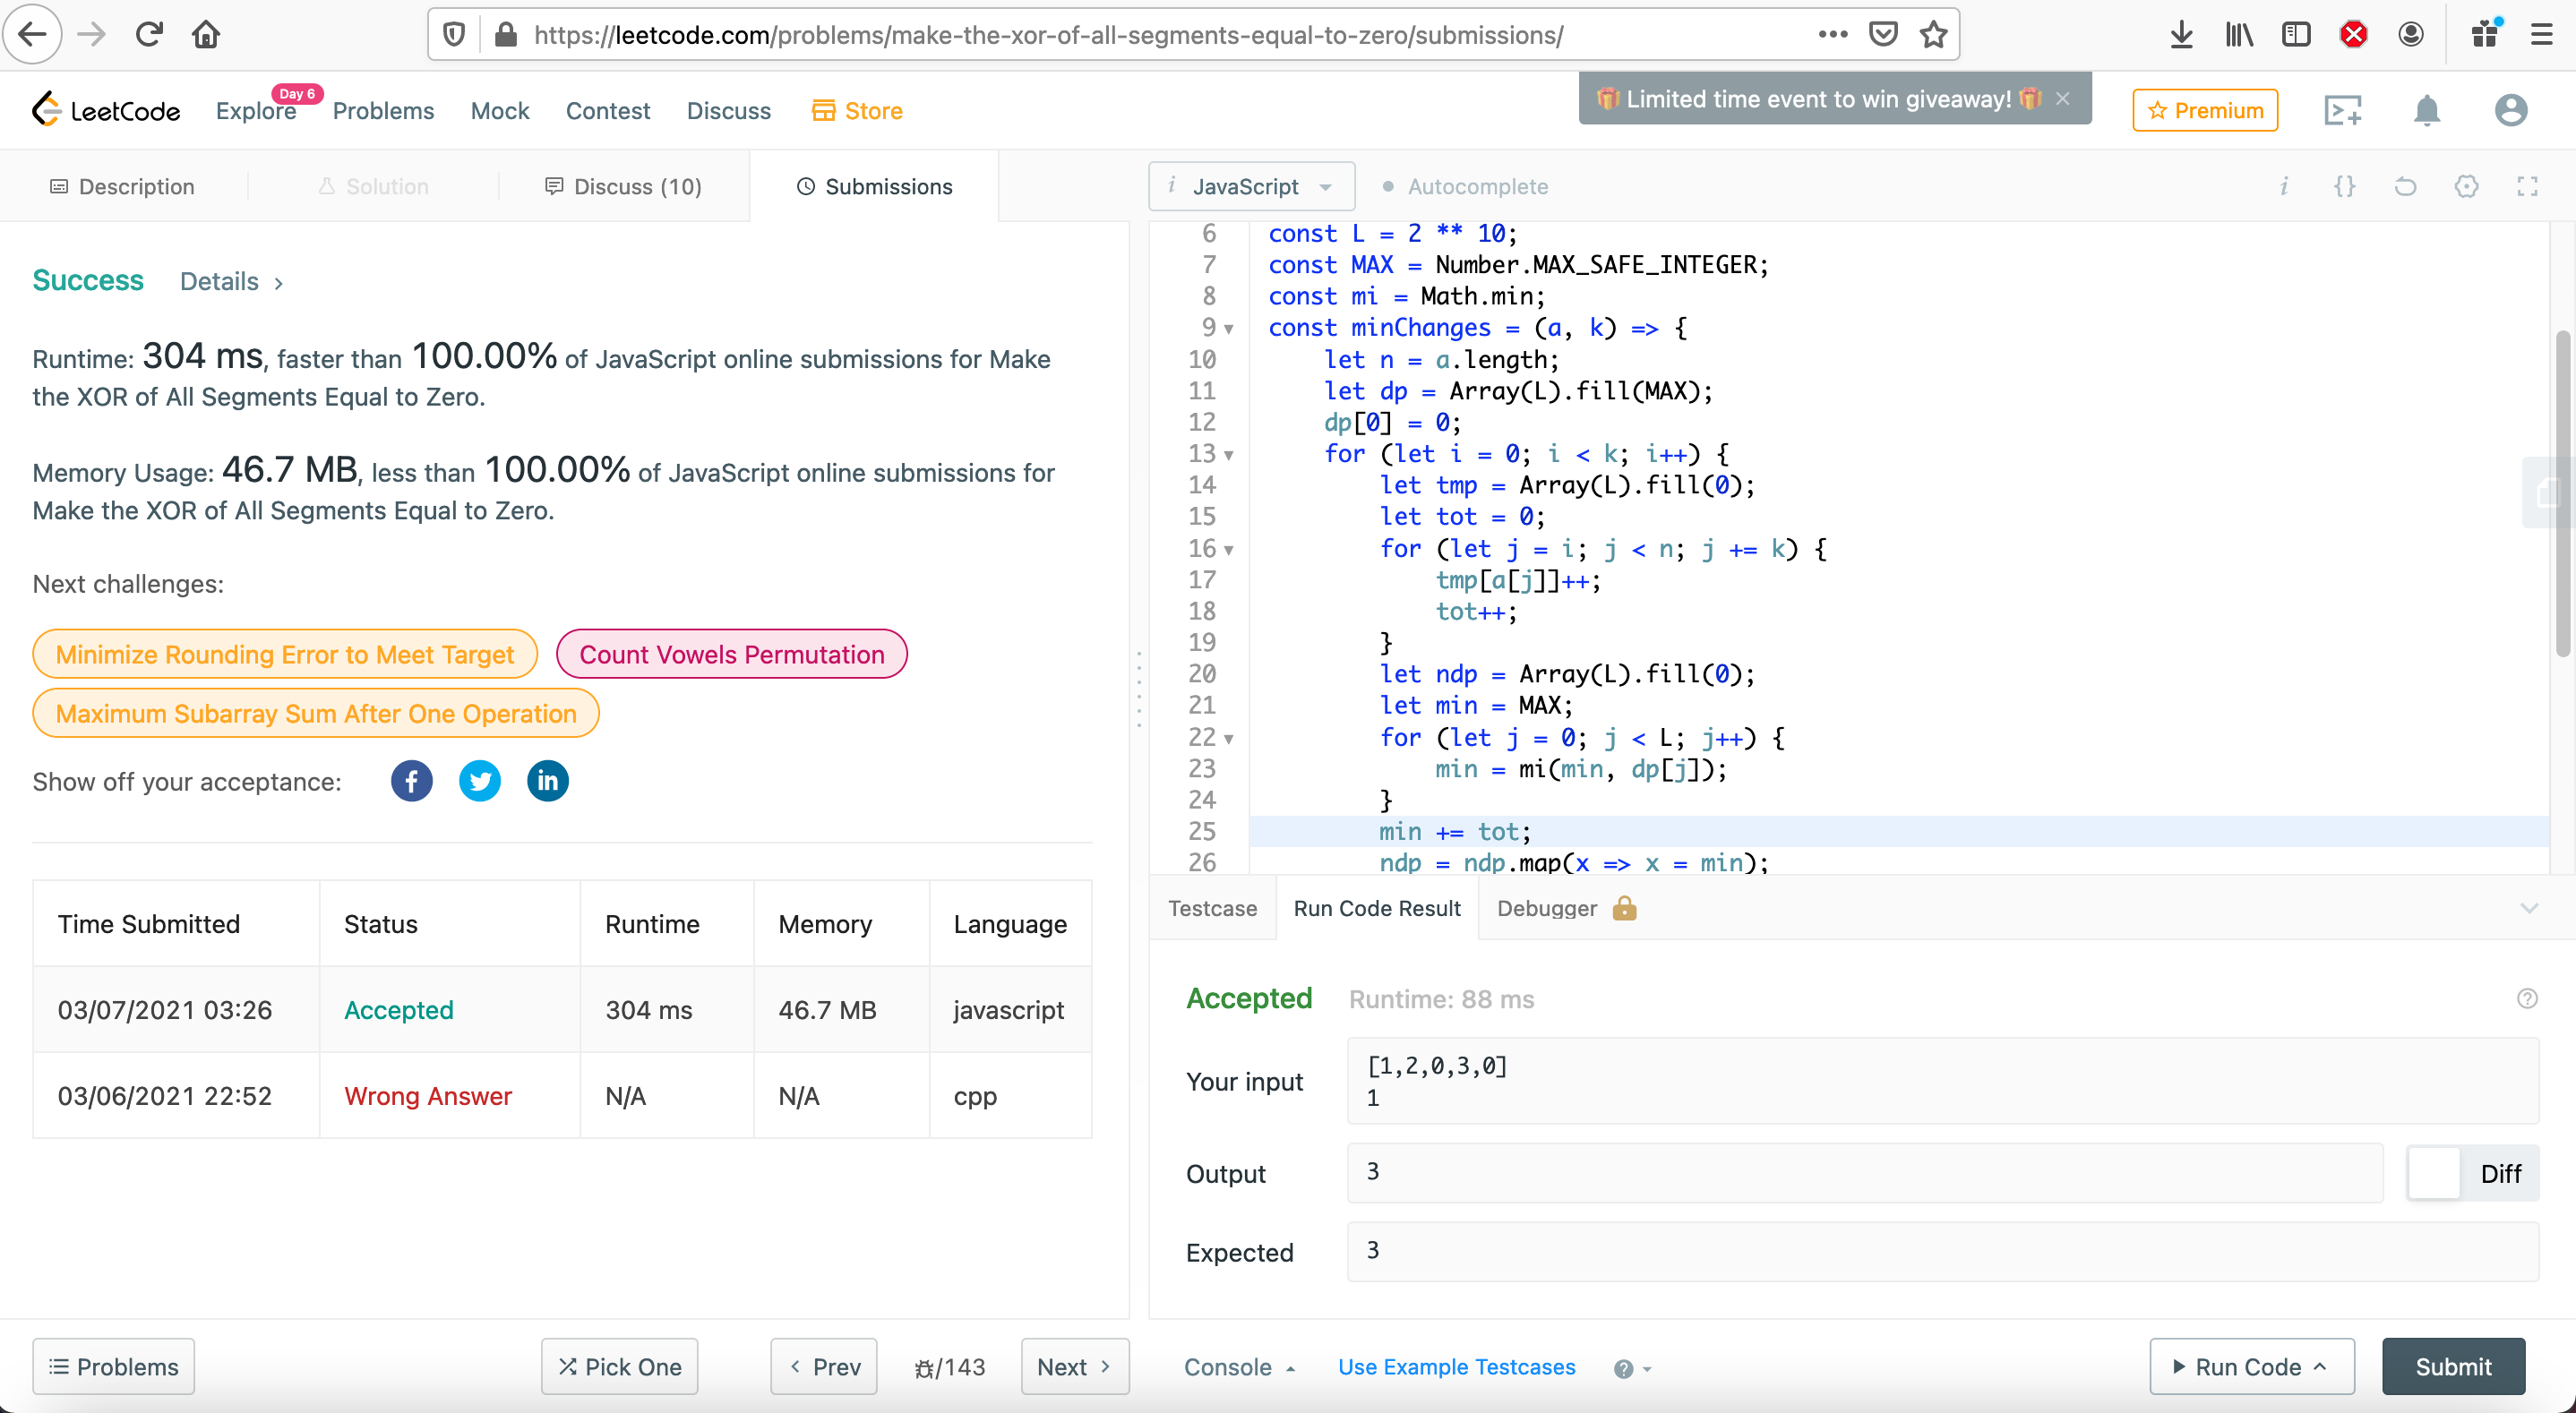 https://leetcode.com/problems/make-the-xor-of-all-segments-equal-to-zero/submissions/
LeetCode
Explore
Day 6
Problems
Mock
Contest
Discuss
Store
Limited time event to win giveaway!
Premium
Description
Solution
Discuss (10)
Submissions
Success
Details
Runtime: 304 ms, faster than 100.00% of JavaScript online submissions for Make
the XOR of All Segments Equal to Zero.
Memory Usage: 46.7 MB, less than 100.00% of JavaScript online submissions for
Make the XOR of All Segments Equal to Zero.
Next challenges:
Minimize Rounding Error to Meet Target
Count Vowels Permutation
Maximum Subarray Sum After One Operation
Show off your acceptance:
Time Submitted Status Runtime Memory Language
03/07/2021 03:26 Accepted 304 ms 46.7 MB javascript
03/06/2021 22:52 Wrong Answer N/A N/A cpp
Problems
Pick One
Prev
/143
Next
i JavaScript
Autocomplete
i {}
6 const L = 2 ** 10;
7 const MAX = Number.MAX_SAFE_INTEGER;
8 const mi = Math.min;
9 const minChanges = (a, k) => {
10 let n = a.length;
11 let dp = Array(L).fill(MAX);
12 dp[0] = 0;
13 for (let i = 0; i < k; i++) {
14 let tmp = Array(L).fill(0);
15 let tot = 0;
16 for (let j = i; j < n; j += k) {
17 tmp[a[j]]++;
18 tot++;
19 }
20 let ndp = Array(L).fill(0);
21 let min = MAX;
22 for (let j = 0; j < L; j++) {
23 min = mi(min, dp[j]);
24 }
25 min += tot;
26 ndp = ndp.map(x => x = min);
Testcase
Run Code Result
Debugger
Accepted
Runtime: 88 ms
Your input
[1,2,0,3,0]
1
Output
3
Diff
Expected
3
Console
Use Example Testcases
Run Code
Submit